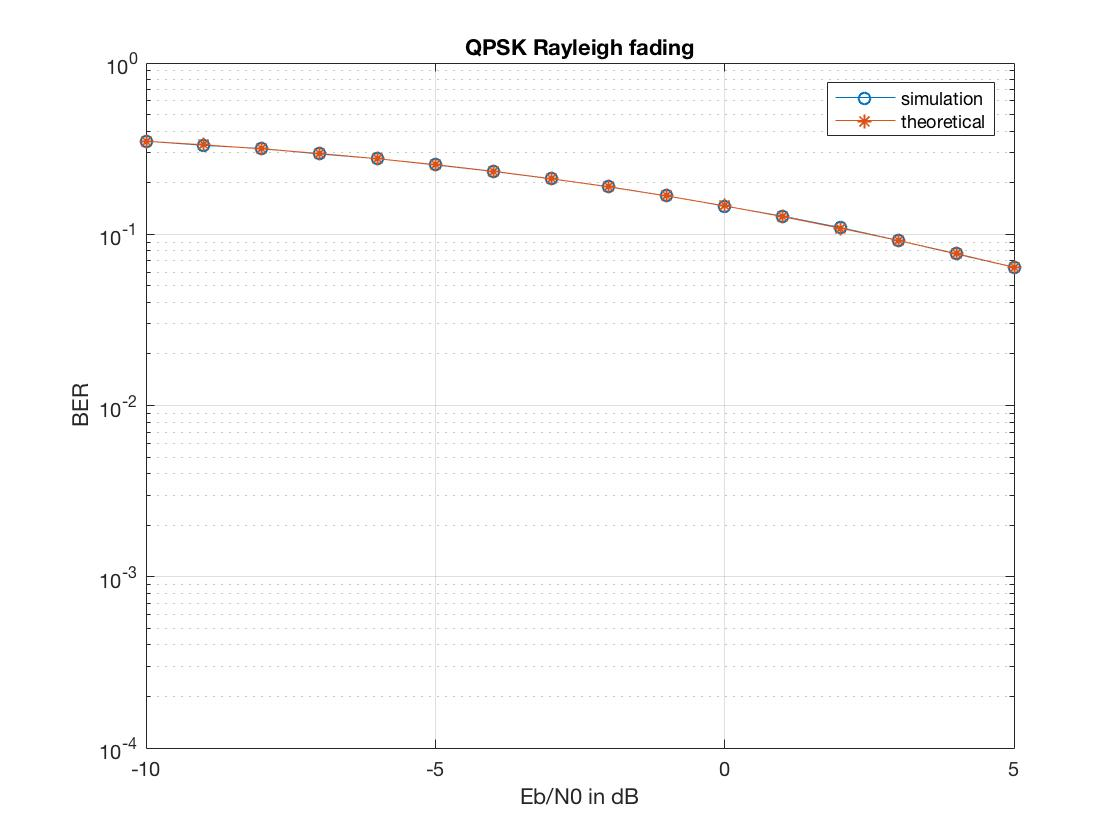 QPSK Rayleigh fading
10^0
simulation
theoretical
10^-1
BER
10^-2
10^-3
10^-4
-10 -5 0 5
Eb/N0 in dB